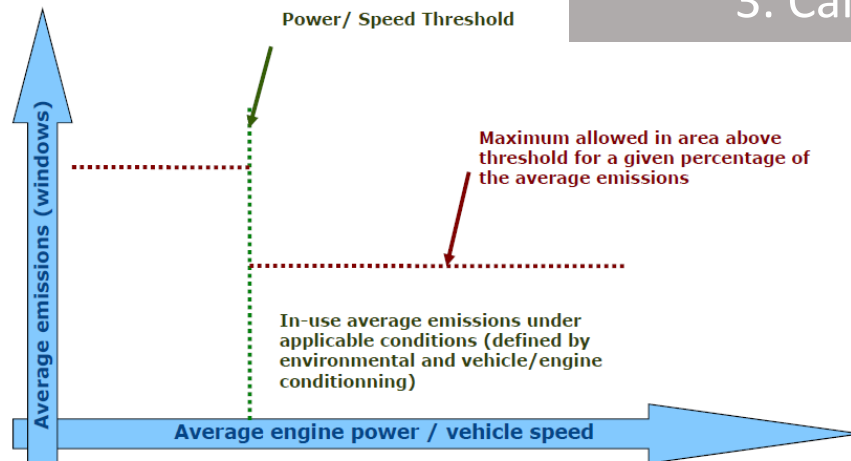 Power/ Speed Threshold
Maximum allowed in area above
threshold for a given percentage of
the average emissions
Average emissions (windows)
In-use average emissions under
applicable conditions (defined by
environmental and vehicle/engine
conditionning)
Average engine power / vehicle speed